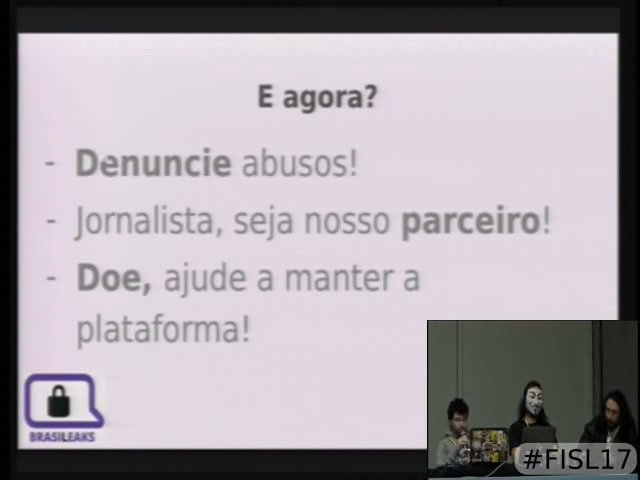 E agora?
- Denuncie abusos!
- Jornalista, seja nosso parceiro!
- Doe, ajude a manter a
plataforma!
BRASILEAKS
#FISL17